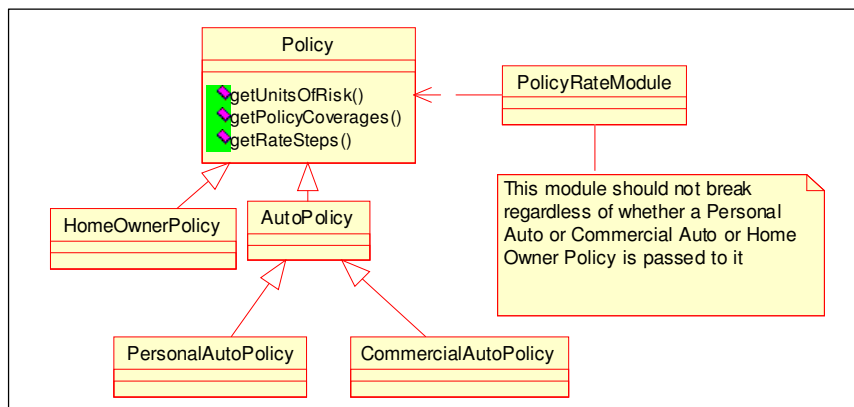 Policy
getUnitsOfRisk()
getPolicyCoverages()
getRateSteps()
PolicyRateModule
This module should not break
regardless of whether a Personal
Auto or Commercial Auto or Home
Owner Policy is passed to it
HomeOwnerPolicy
AutoPolicy
PersonalAutoPolicy
CommercialAutoPolicy